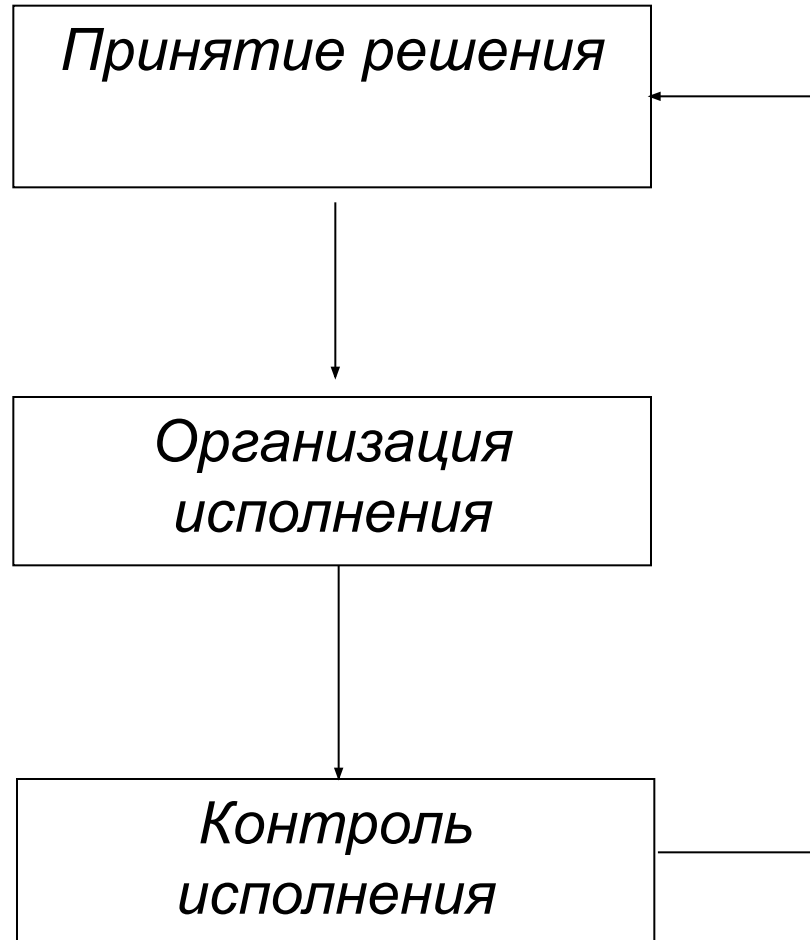 Принятие решения
Организация
исполнения
Контроль
исполнения